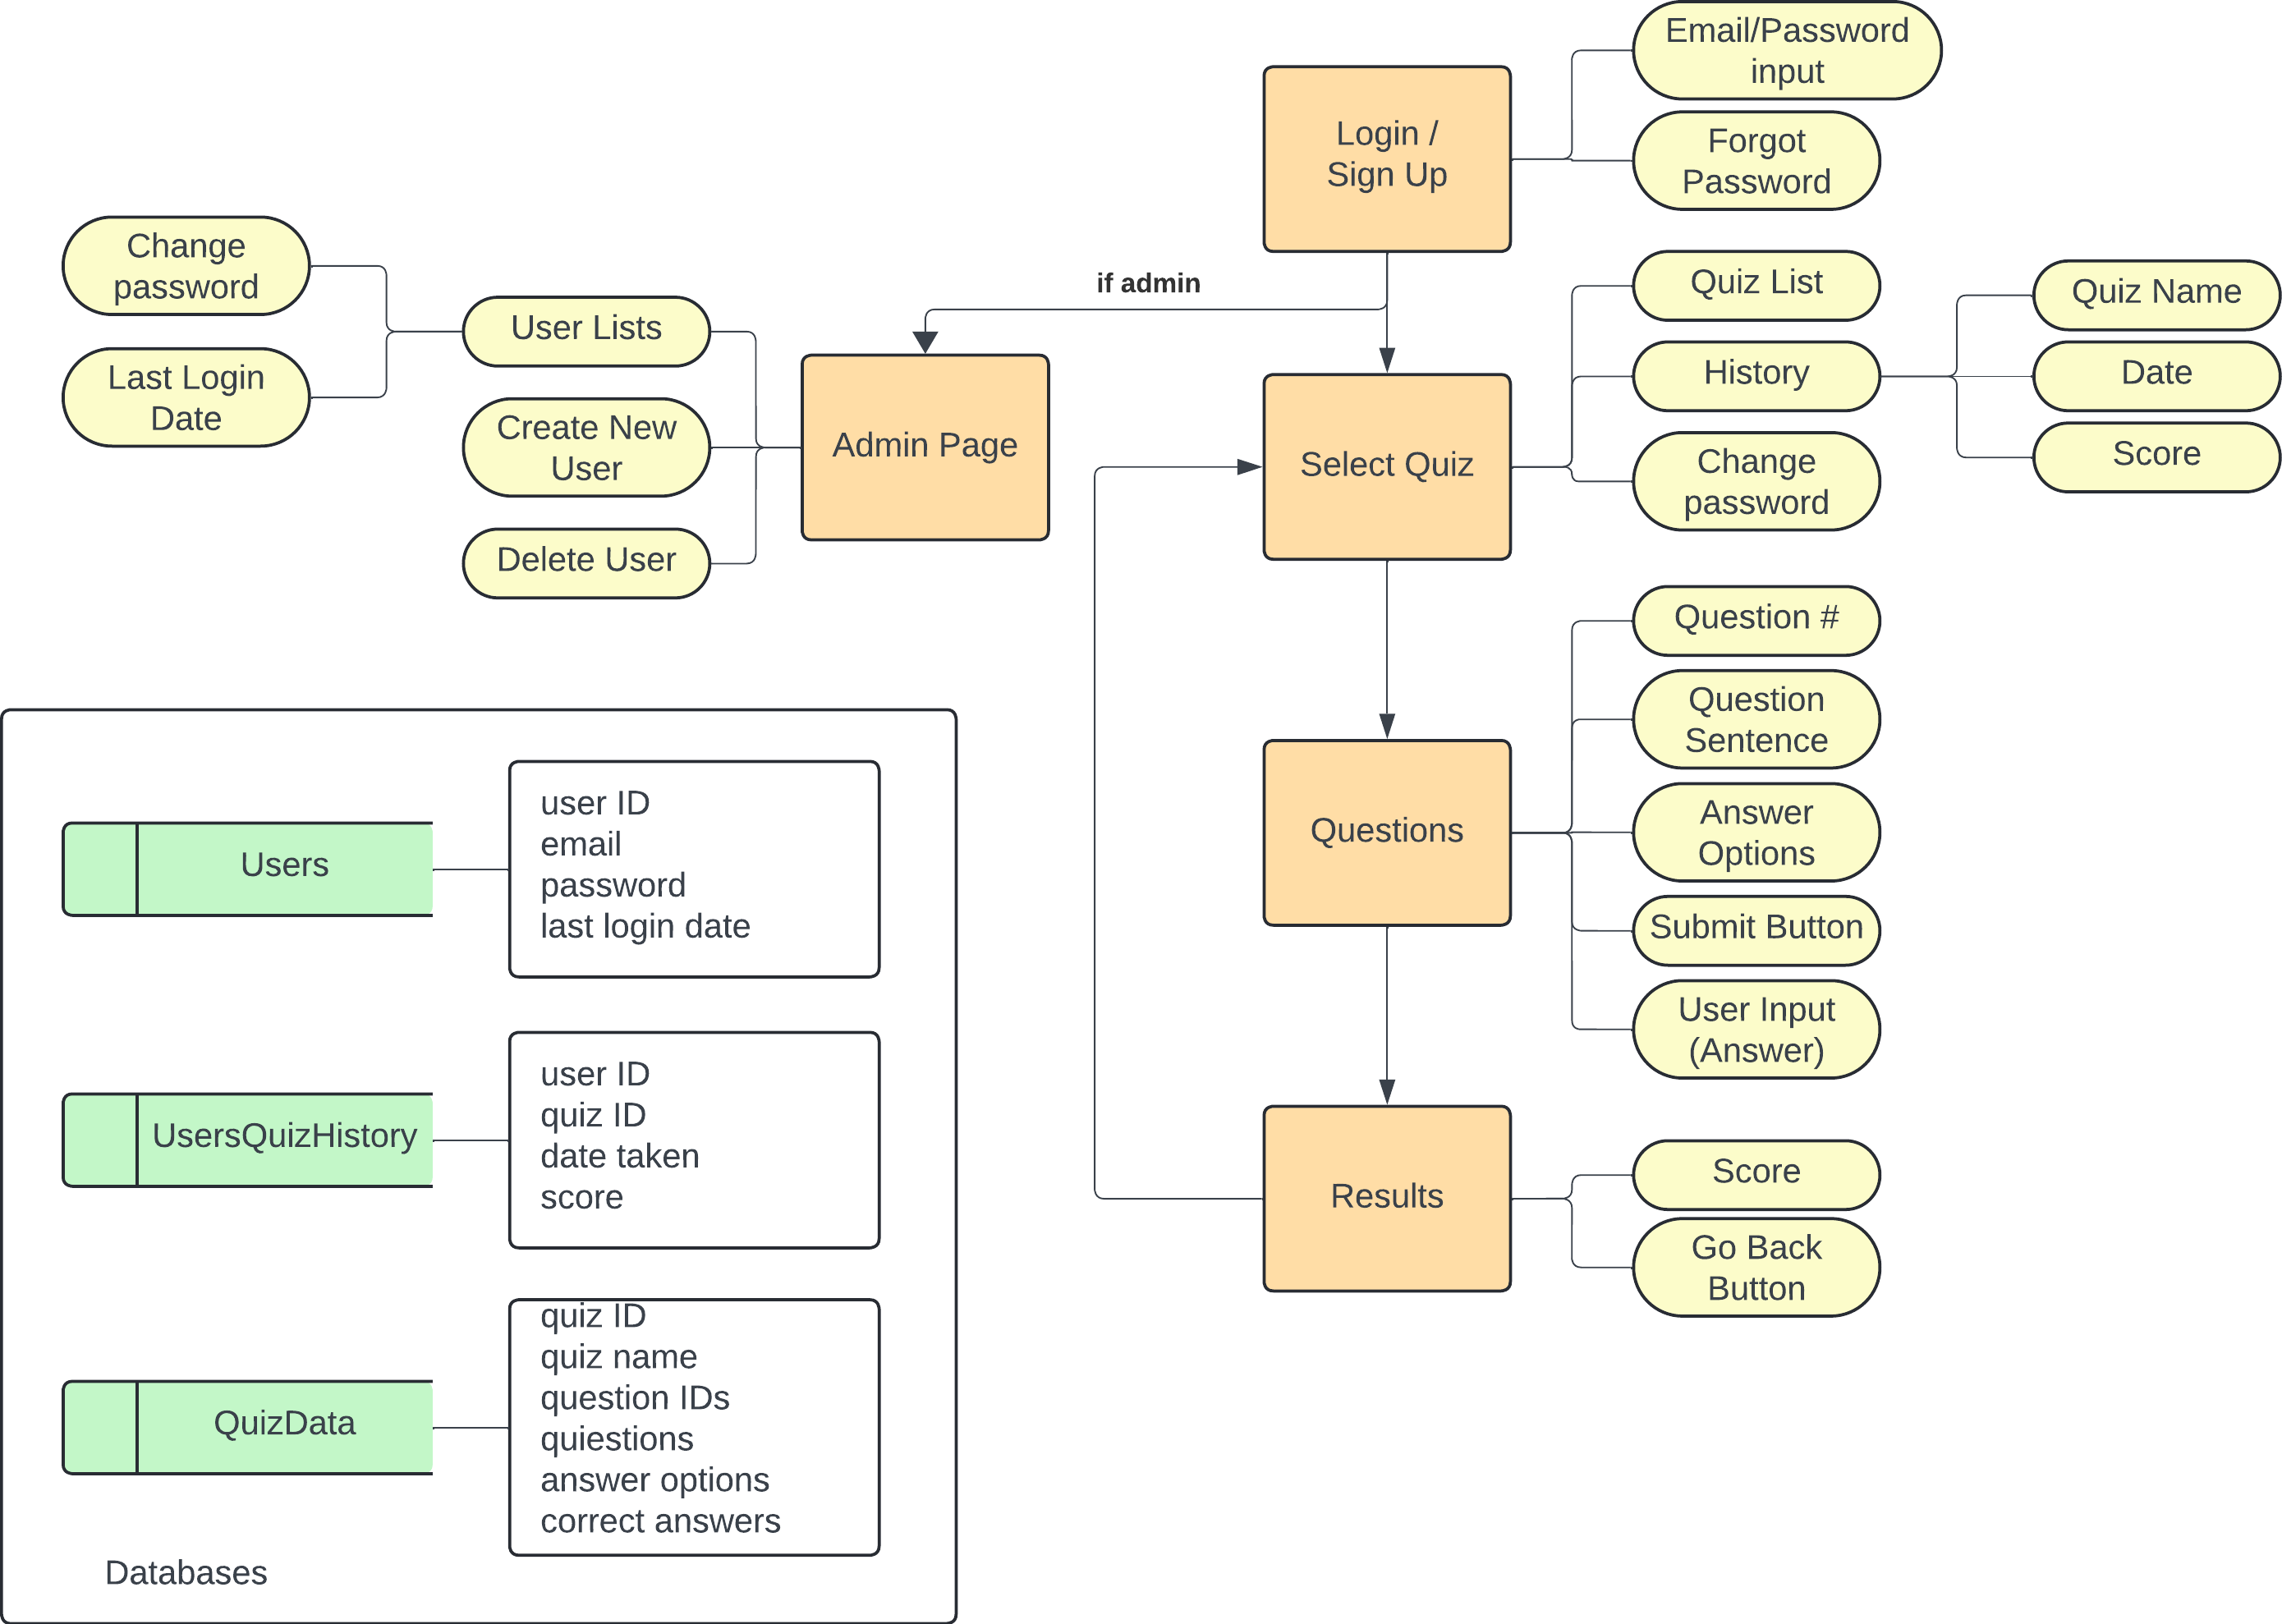 Email/Password
input
Login /
Sign Up
Forgot
Password
if admin
Change
password
Last Login
Date
User Lists
Create New
User
Delete User
Admin Page
Select Quiz
Quiz List
History
Change
password
Quiz Name
Date
Score
Questions
Question #
Question
Sentence
Answer
Options
Submit Button
User Input
(Answer)
Results
Score
Go Back
Button
Users
user ID
email
password
last login date
UsersQuizHistory
user ID
quiz ID
date taken
score
QuizData
quiz ID
quiz name
question IDs
quiestions
answer options
correct answers
Databases